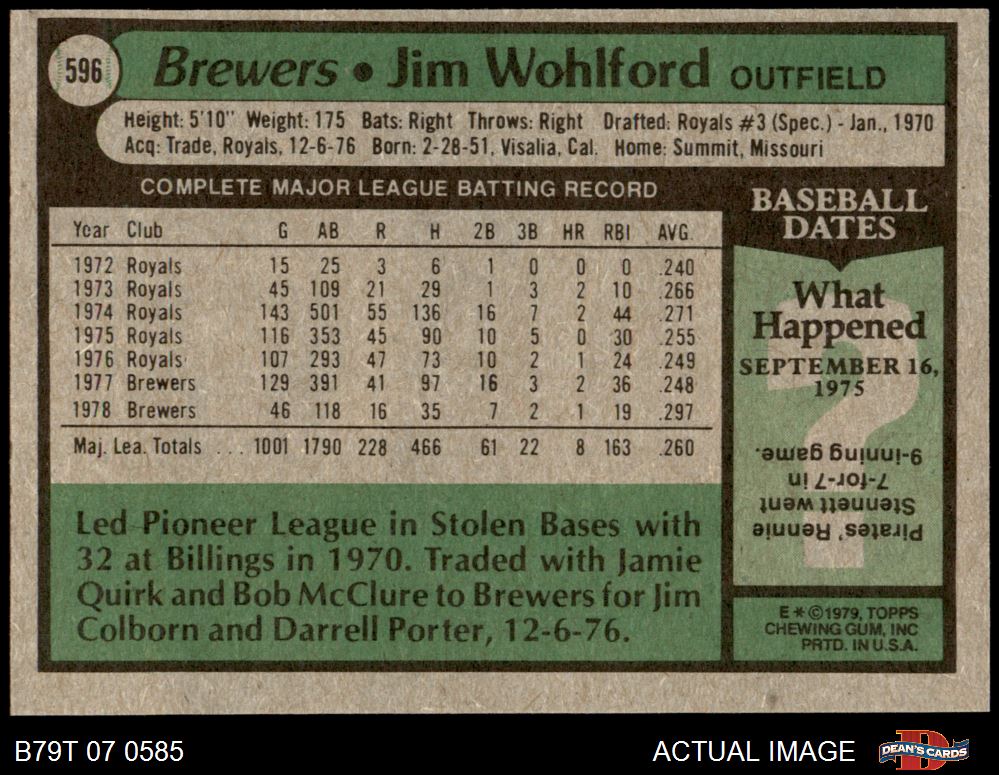 596 Brewers • Jim Wohlford OUTFIELD
Height: 5'10" Weight: 175 Bats: Right Throws: Right Drafted: Royals #3 (Spec.) - Jan., 1970
Acq: Trade, Royals, 12-6-76 Born: 2-28-51, Visalia, Cal. Home: Summit, Missouri
COMPLETE MAJOR LEAGUE BATTING RECORD
Year Club G AB R H 2B 3B HR RBI AVG.
1972 Royals 15 25 3 6 1 0 0 0 .240
1973 Royals 45 109 21 29 1 3 2 10 .266
1974 Royals 143 501 55 136 16 7 2 44 .271
1975 Royals 116 353 45 90 10 5 0 30 .255
1976 Royals 107 293 47 73 10 2 1 24 .249
1977 Brewers 129 391 41 97 16 3 2 36 .248
1978 Brewers 46 118 16 35 7 2 1 19 .297
Maj. Lea. Totals ... 1001 1790 228 466 61 22 8 163 .260
Led Pioneer League in Stolen Bases with
32 at Billings in 1970. Traded with Jamie
Quirk and Bob McClure to Brewers for Jim
Colborn and Darrell Porter, 12-6-76.
BASEBALL
DATES
What
Happened
SEPTEMBER 16,
1975
?
Pirates' Rennie
Stennett went
7-for-7 in
9-inning game.
E*©1979, TOPPS
CHEWING GUM, INC
PRTD. IN U.S.A.
B79T 07 0585
ACTUAL IMAGE
D
DEAN'S CARDS